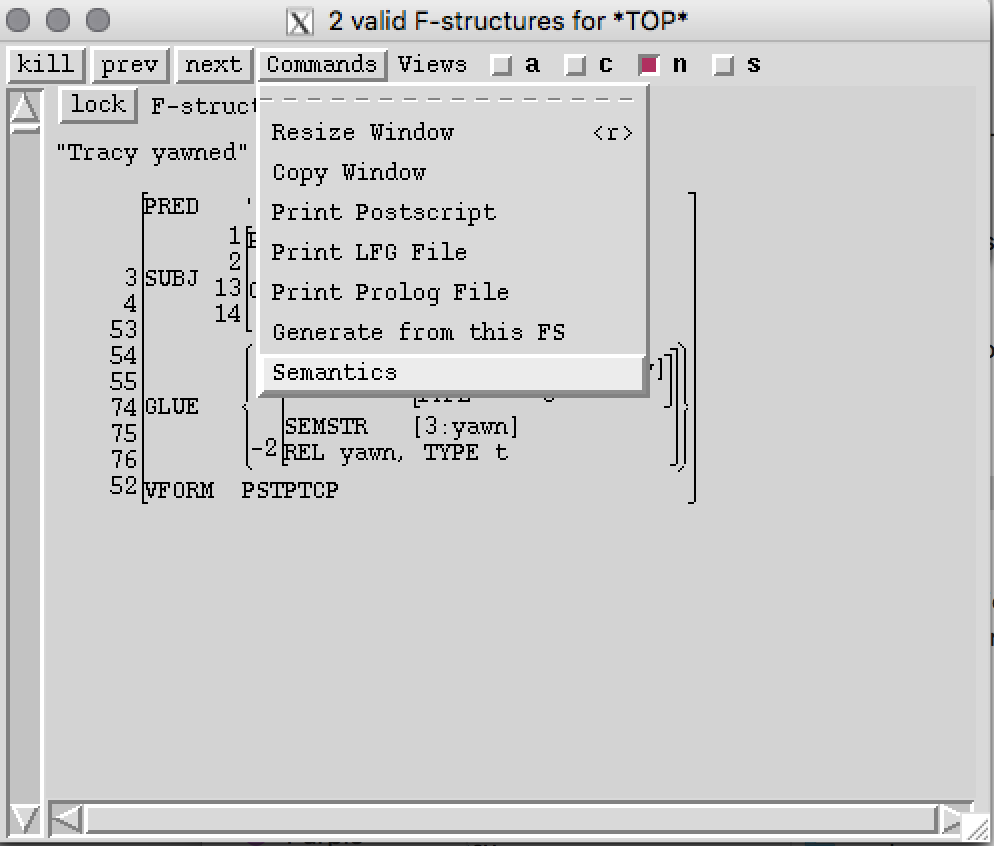 2 valid F-structures for *TOP*
kill prev next Commands Views a c n s
lock F-struct
Resize Window <r>
"Tracy yawned"
Copy Window
PRED '
Print Postscript
1
Print LFG File
2
3 SUBJ 13
Print Prolog File
4 14
53
Generate from this FS
54
55
Semantics
74 GLUE
75 SEMSTR [3:yawn]
76 -2 REL yawn, TYPE t
52 VFORM PSTPTCP